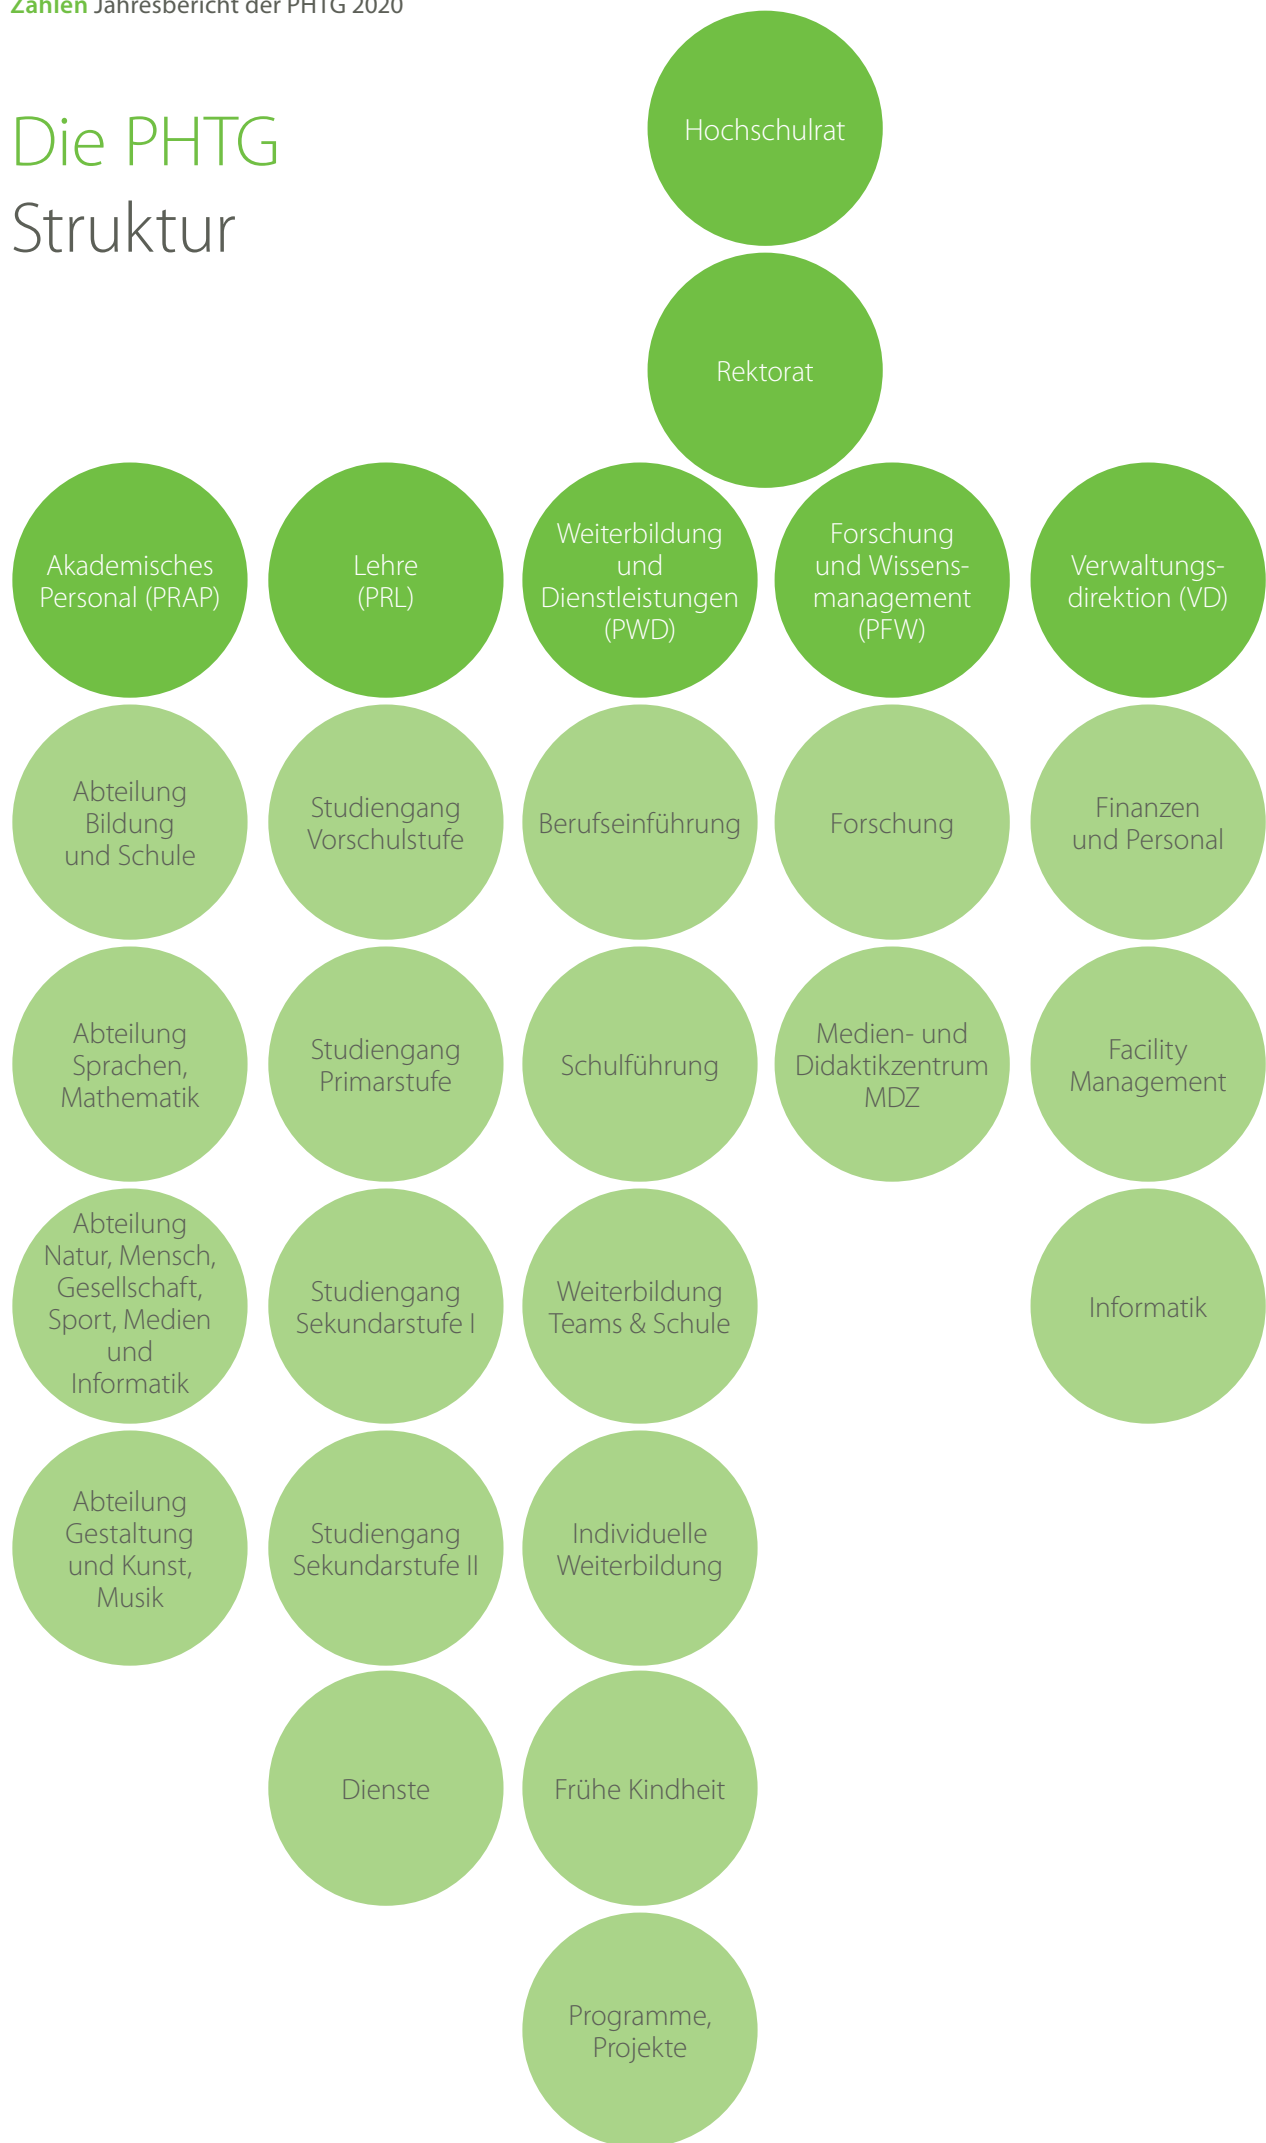 Zahlen Jahresbericht der PHTG 2020
Die PHTG
Struktur
Hochschulrat
Rektorat
Akademisches
Personal (PRAP)
Lehre
(PRL)
Weiterbildung
und
Dienstleistungen
(PWD)
Forschung
und Wissens-
management
(PFW)
Verwaltungs-
direktion (VD)
Abteilung
Bildung
und Schule
Studiengang
Vorschulstufe
Berufseinführung
Forschung
Finanzen
und Personal
Abteilung
Sprachen,
Mathematik
Studiengang
Primarstufe
Schulführung
Medien- und
Didaktikzentrum
MDZ
Facility
Management
Abteilung
Natur, Mensch,
Gesellschaft,
Sport, Medien
und
Informatik
Studiengang
Sekundarstufe I
Weiterbildung
Teams & Schule
Informatik
Abteilung
Gestaltung
und Kunst,
Musik
Studiengang
Sekundarstufe II
Individuelle
Weiterbildung
Dienste
Frühe Kindheit
Programme,
Projekte